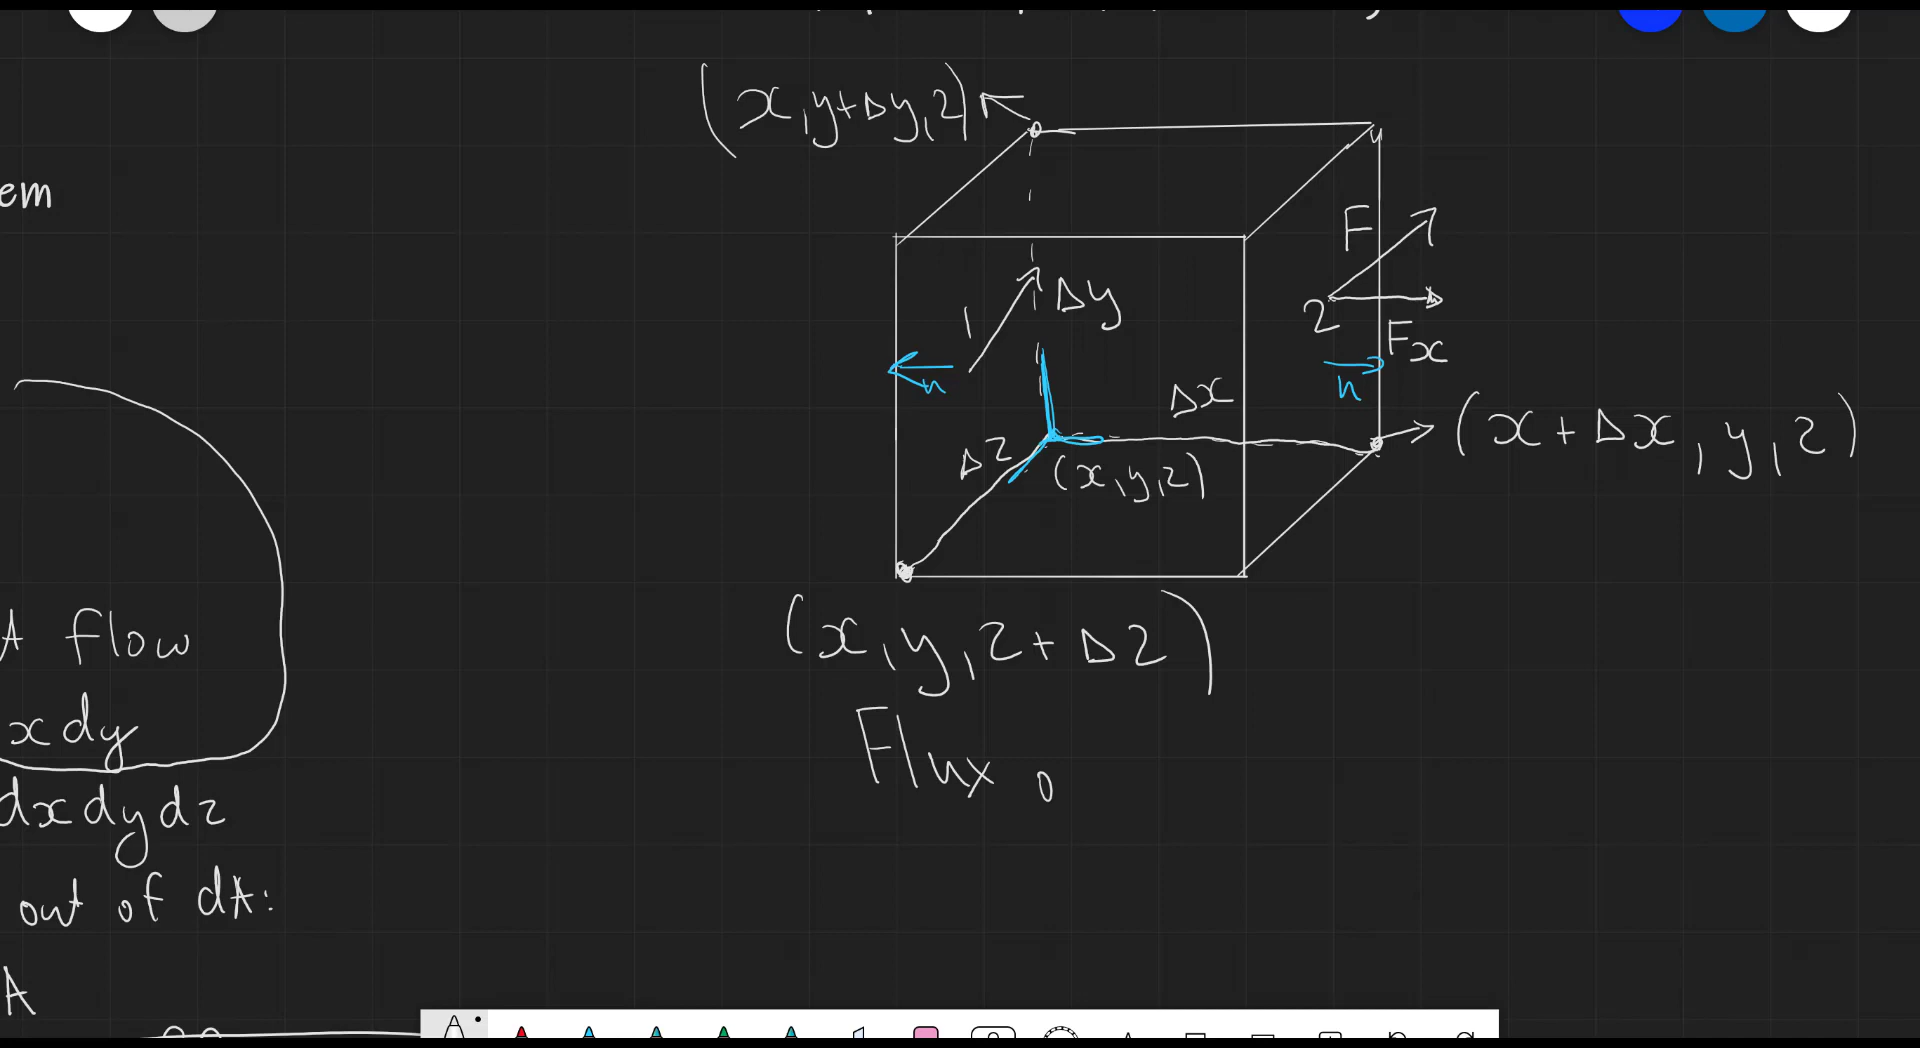 (x, y+Δy, z)
em
F
Δy
1
2
Fx
n
n
Δx
(x+Δx, y, z)
Δz
(x, y, z)
A flow
(x, y, z+Δz)
x dy
Flux o
dx dy dz
out of dA:
A